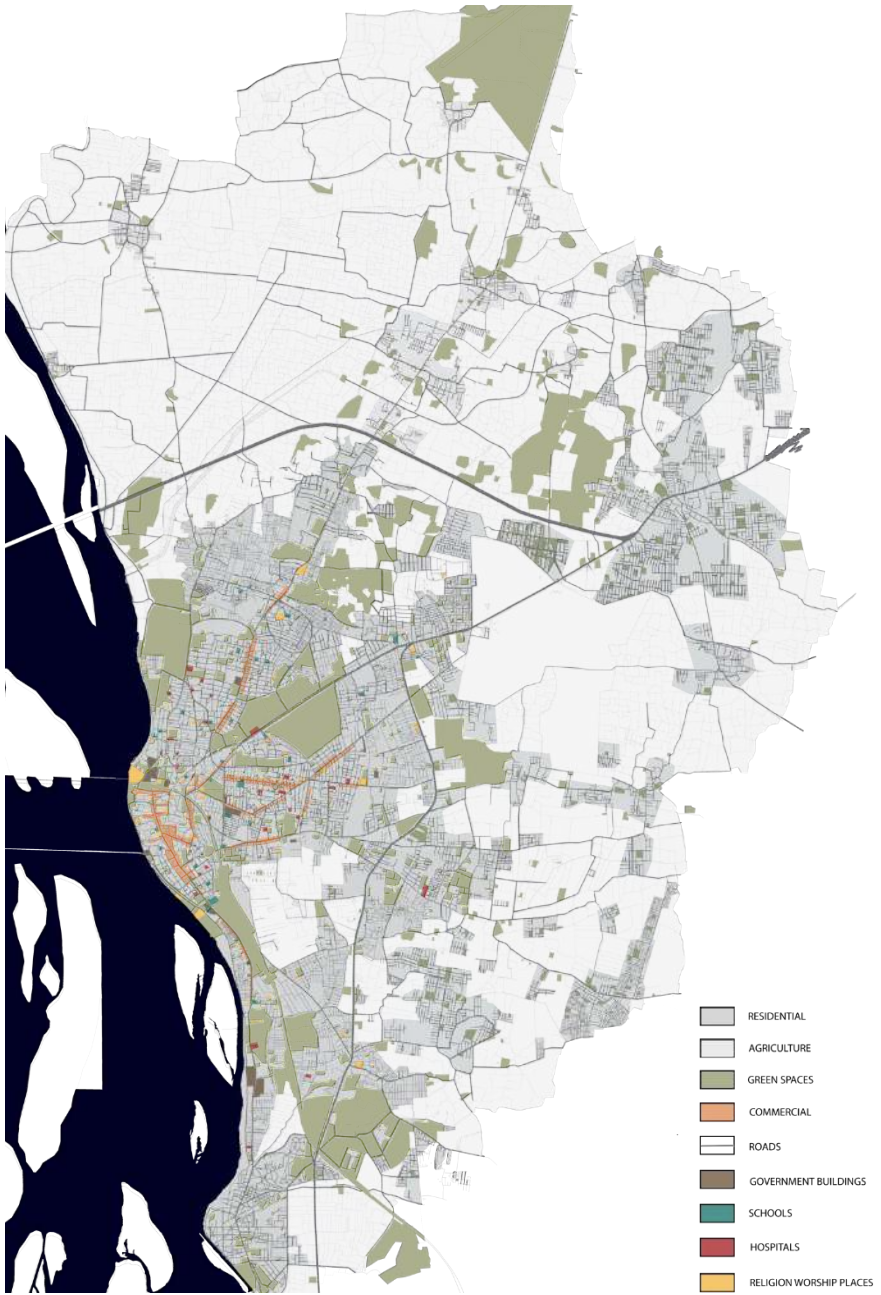 RESIDENTIAL
AGRICULTURE
GREEN SPACES
COMMERCIAL
ROADS
GOVERNMENT BUILDINGS
SCHOOLS
HOSPITALS
RELIGION WORSHIP PLACES